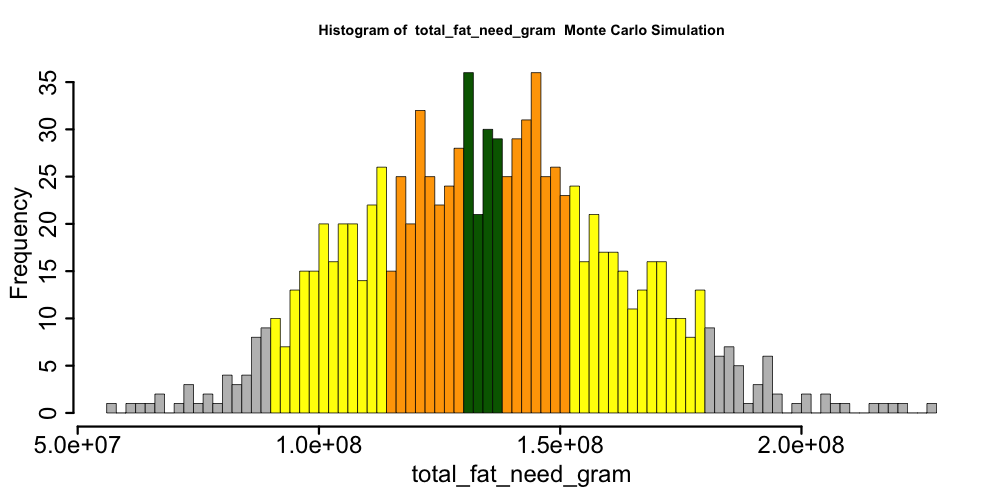 Histogram of  total_fat_need_gram  Monte Carlo Simulation
Frequency
35
30
25
20
15
10
5
0
5.0e+07 1.0e+08 1.5e+08 2.0e+08
total_fat_need_gram